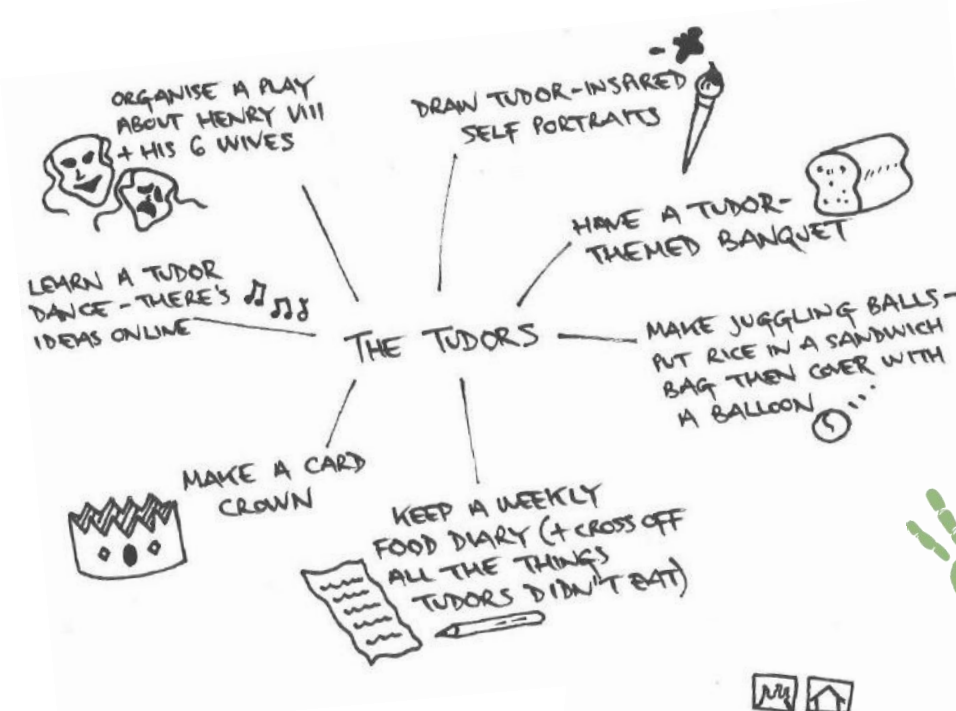 ORGANISE A PLAY
ABOUT HENRY VIII
+ HIS 6 WIVES
DRAW TUDOR-INSPIRED
SELF PORTRAITS
HAVE A TUDOR-
THEMED BANQUET
LEARN A TUDOR
DANCE - THERE'S
IDEAS ONLINE
THE TUDORS
MAKE JUGGLING BALLS -
PUT RICE IN A SANDWICH
BAG THEN COVER WITH
A BALLOON
MAKE A CARD
CROWN
KEEP A WEEKLY
FOOD DIARY (+ CROSS OFF
ALL THE THINGS
TUDORS DIDN'T EAT)